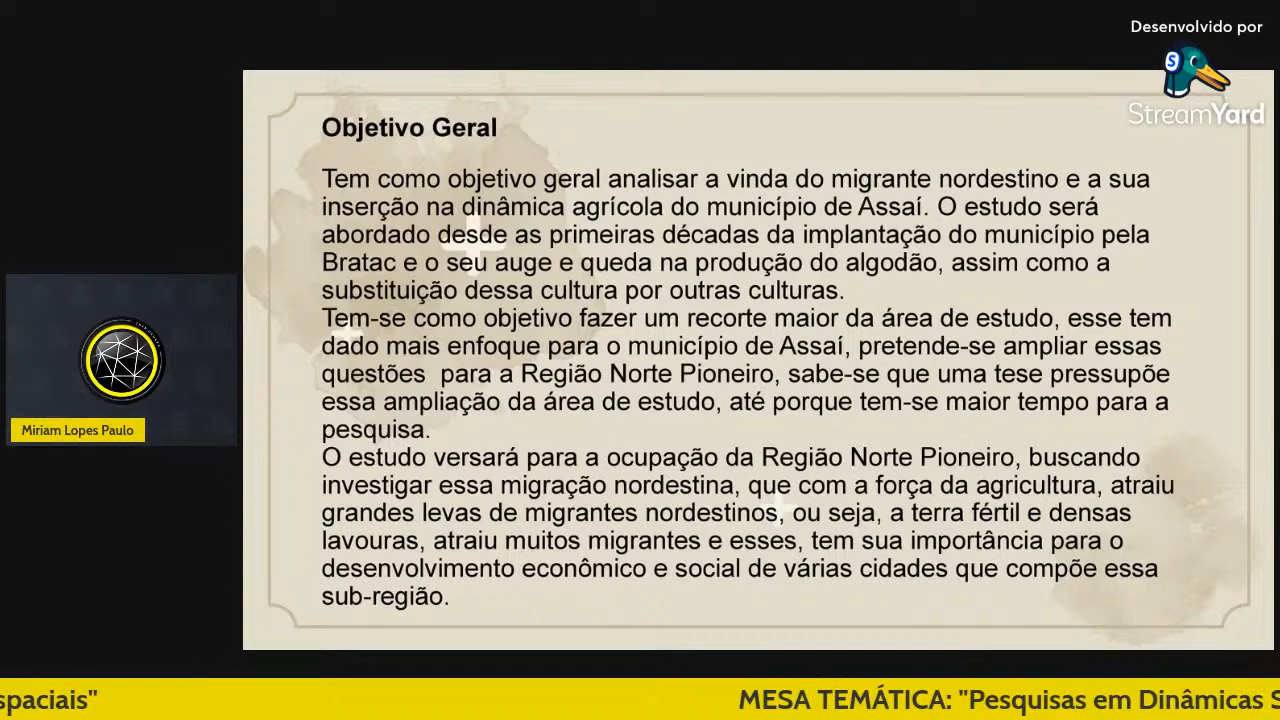 Desenvolvido por
StreamYard
Objetivo Geral
Tem como objetivo geral analisar a vinda do migrante nordestino e a sua
inserção na dinâmica agrícola do município de Assaí. O estudo será
abordado desde as primeiras décadas da implantação do município pela
Bratac e o seu auge e queda na produção do algodão, assim como a
substituição dessa cultura por outras culturas.
Tem-se como objetivo fazer um recorte maior da área de estudo, esse tem
dado mais enfoque para o município de Assaí, pretende-se ampliar essas
questões para a Região Norte Pioneiro, sabe-se que uma tese pressupõe
essa ampliação da área de estudo, até porque tem-se maior tempo para a
pesquisa.
O estudo versará para a ocupação da Região Norte Pioneiro, buscando
investigar essa migração nordestina, que com a força da agricultura, atraiu
grandes levas de migrantes nordestinos, ou seja, a terra fértil e densas
lavouras, atraiu muitos migrantes e esses, tem sua importância para o
desenvolvimento econômico e social de várias cidades que compõe essa
sub-região.
Miriam Lopes Paulo
spaciais" MESA TEMÁTICA: "Pesquisas em Dinâmicas S